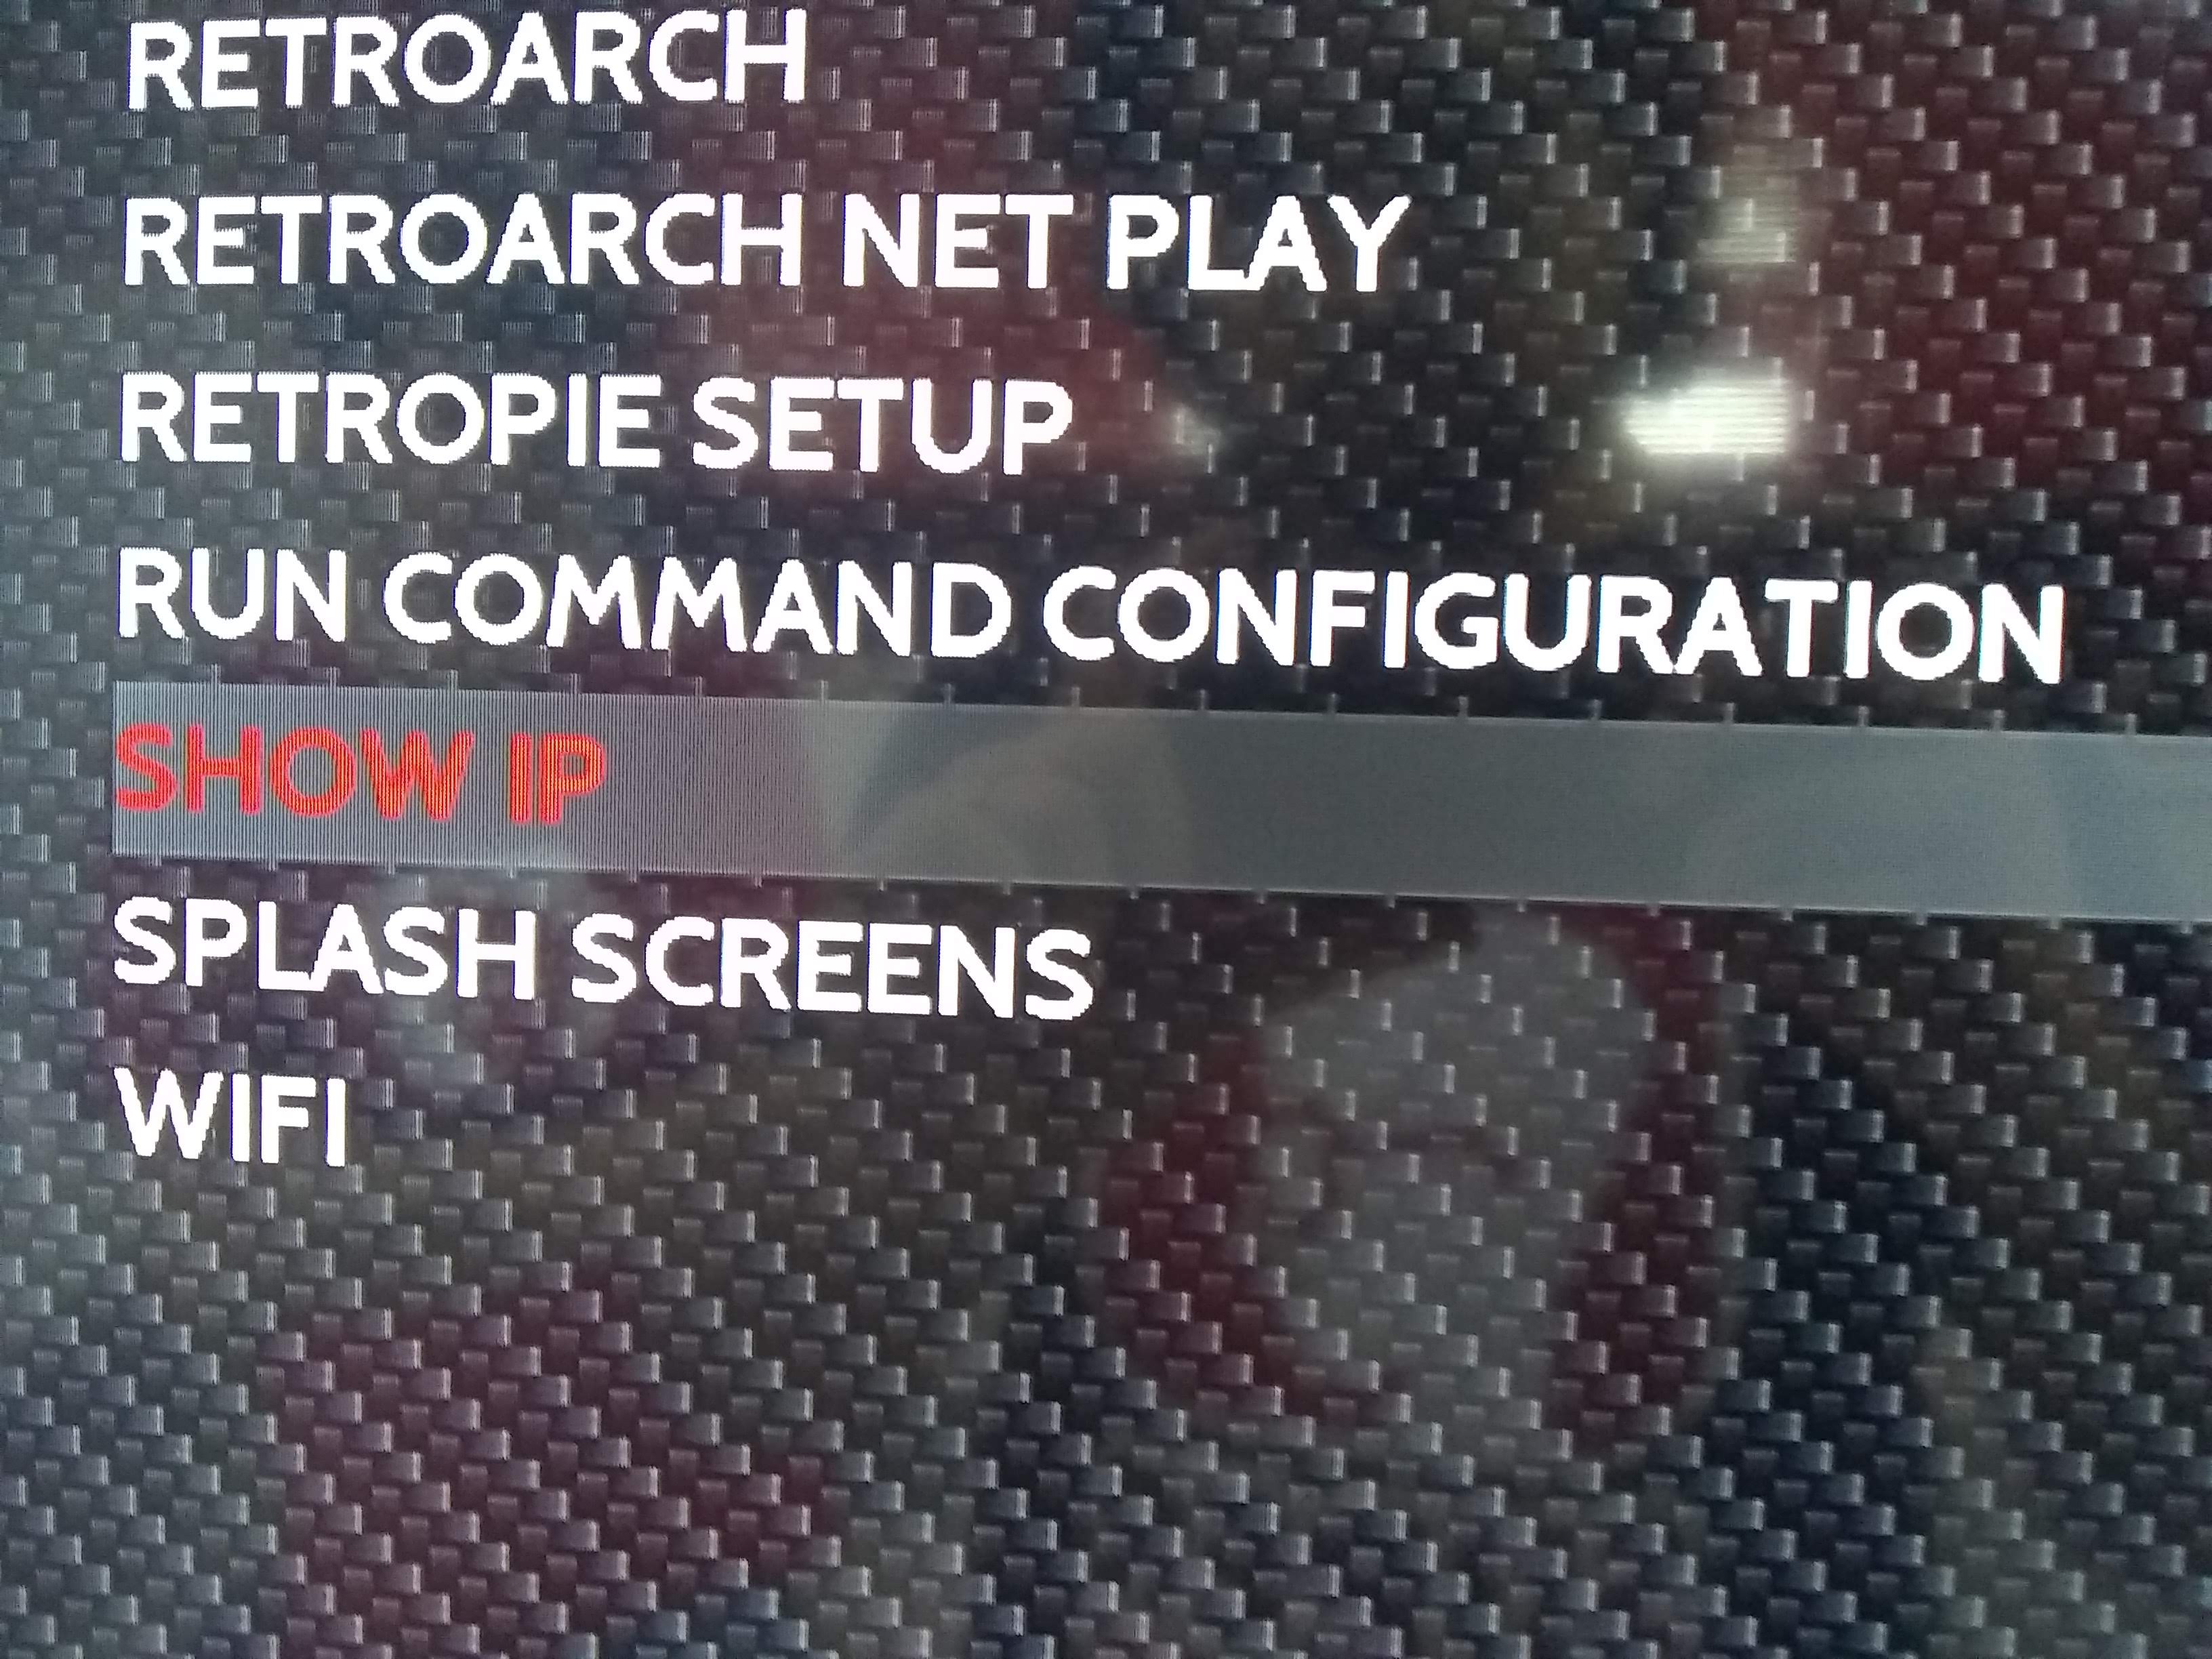 RETROARCH
RETROARCH NET PLAY
RETROPIE SETUP
RUN COMMAND CONFIGURATION
SHOW IP
SPLASH SCREENS
WIFI